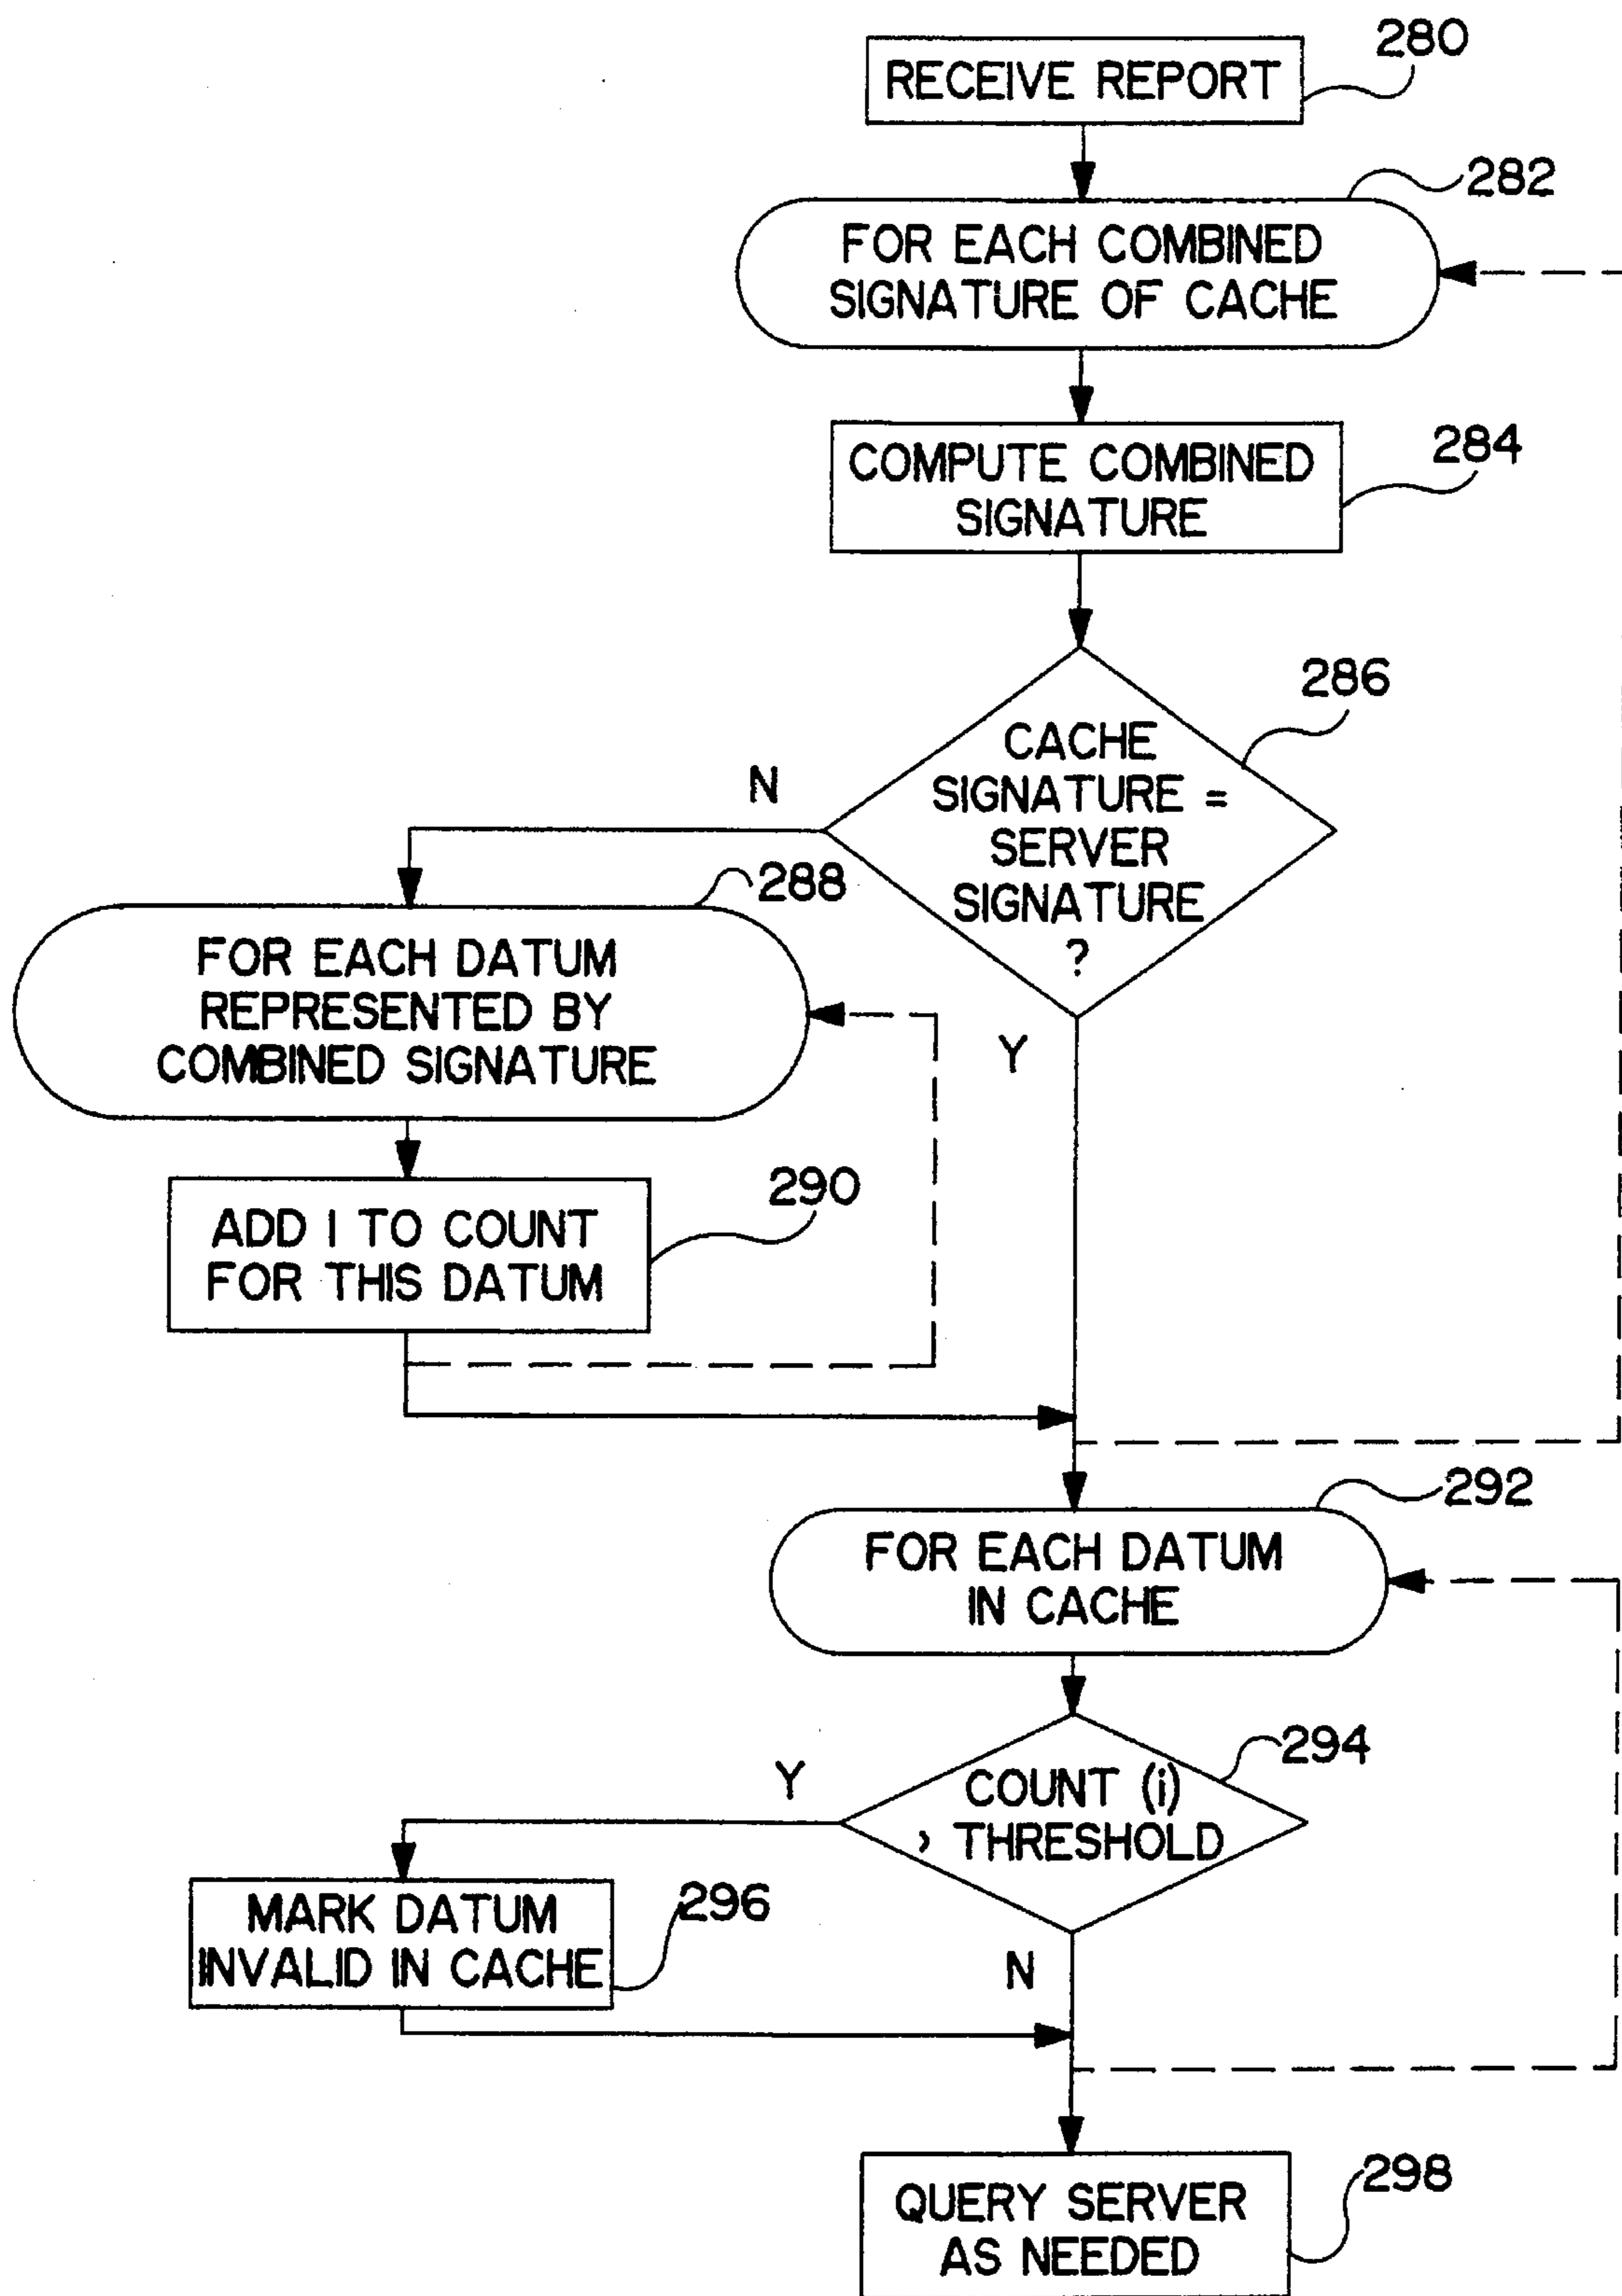 280
RECEIVE REPORT
282
FOR EACH COMBINED
SIGNATURE OF CACHE
284
COMPUTE COMBINED
SIGNATURE
286
CACHE
SIGNATURE =
SERVER
SIGNATURE
?
N
Y
288
FOR EACH DATUM
REPRESENTED BY
COMBINED SIGNATURE
290
ADD 1 TO COUNT
FOR THIS DATUM
292
FOR EACH DATUM
IN CACHE
294
COUNT (i)
> THRESHOLD
Y
N
296
MARK DATUM
INVALID IN CACHE
298
QUERY SERVER
AS NEEDED